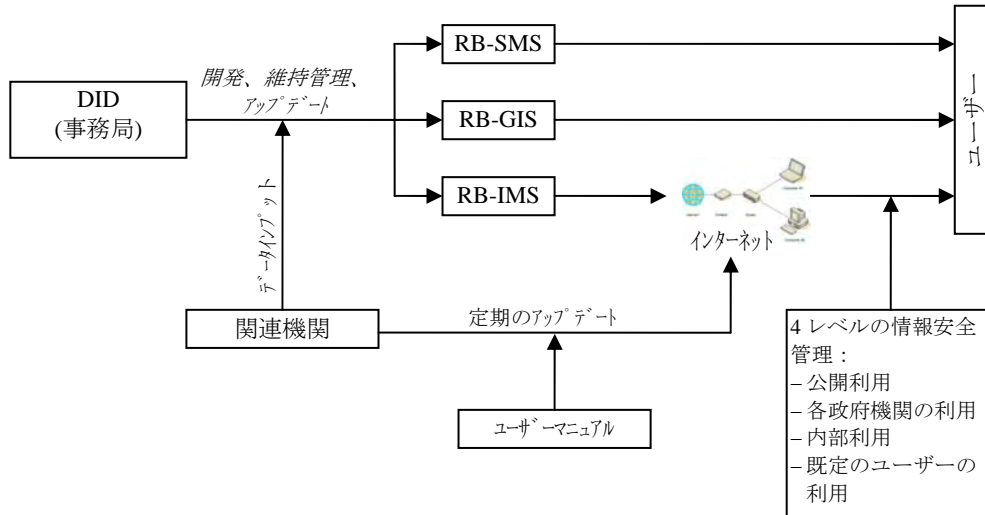 RB-SMS
開発、維持管理、
アップデート
DID
(事務局)
RB-GIS
ユーザー
RB-IMS
インターネット
データインプット
関連機関
定期のアップデート
4 レベルの情報安全
管理：
– 公開利用
– 各政府機関の利用
– 内部利用
– 既定のユーザーの
利用
ユーザーマニュアル